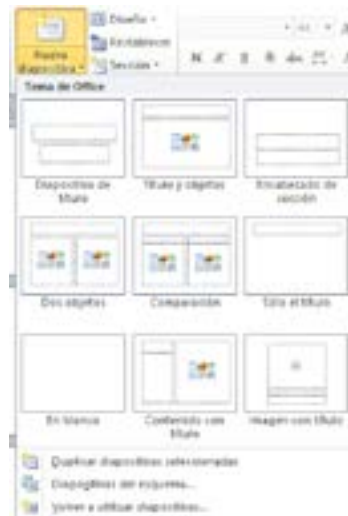 Diseño
Restablecer
Nueva
diapositiva
Sección
N
Tema de Office
Diapositiva de
título
Título y objetos
Encabezado de
sección
Dos objetos
Comparación
Sólo el título
En blanco
Contenido con
título
Imagen con título
Duplicar diapositivas seleccionadas
Diapositivas del esquema...
Volver a utilizar diapositivas...